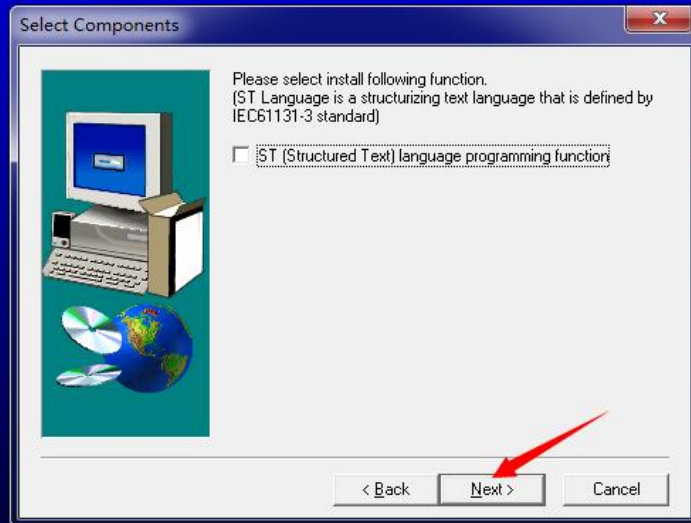 Select Components
Please select install following function.
(ST Language is a structurizing text language that is defined by
IEC61131-3 standard)
ST (Structured Text) language programming function
< Back
Next >
Cancel